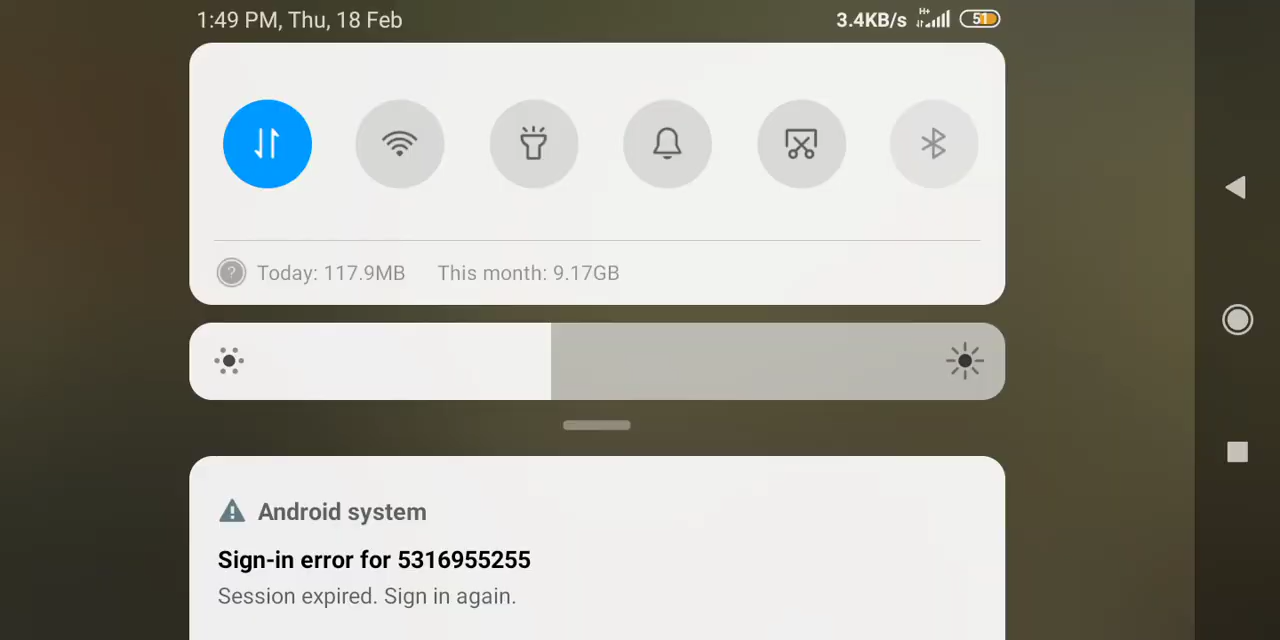 1:49 PM, Thu, 18 Feb 3.4KB/s H+ 51
? Today: 117.9MB This month: 9.17GB
Android system
Sign-in error for 5316955255
Session expired. Sign in again.